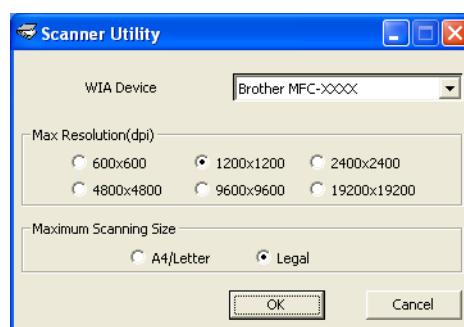 Scanner Utility
WIA Device Brother MFC-XXXX
Max Resolution(dpi)
600x600 1200x1200 2400x2400
4800x4800 9600x9600 19200x19200
Maximum Scanning Size
A4/Letter Legal
OK Cancel